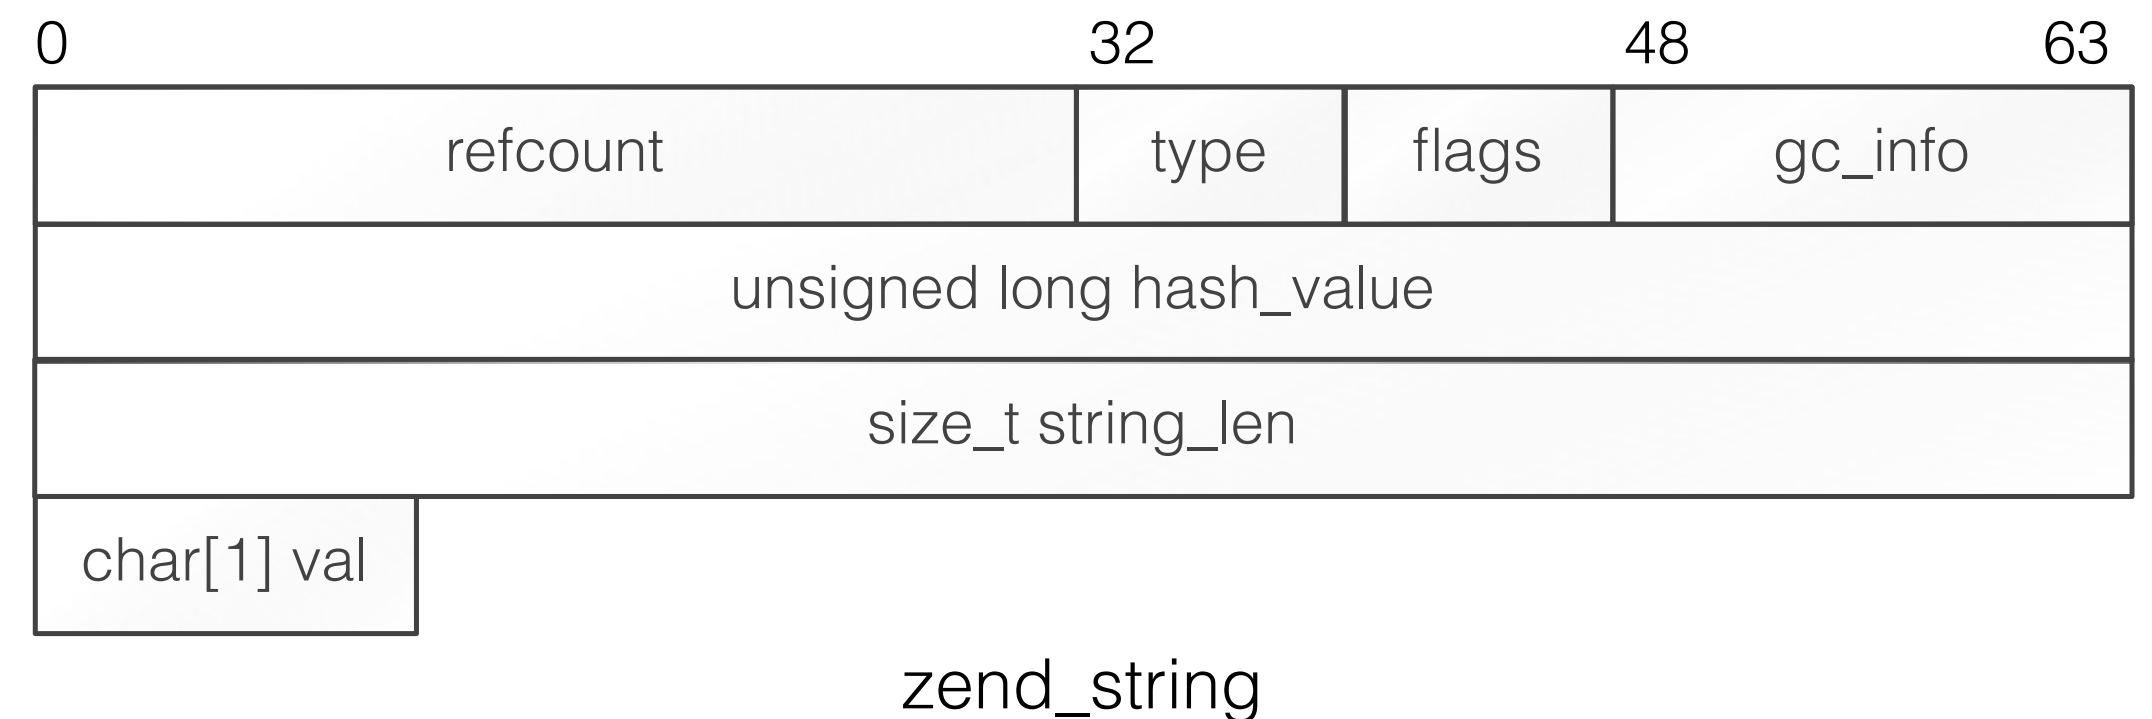 0 32 48 63
refcount type flags gc_info
unsigned long hash_value
size_t string_len
char[1] val
zend_string